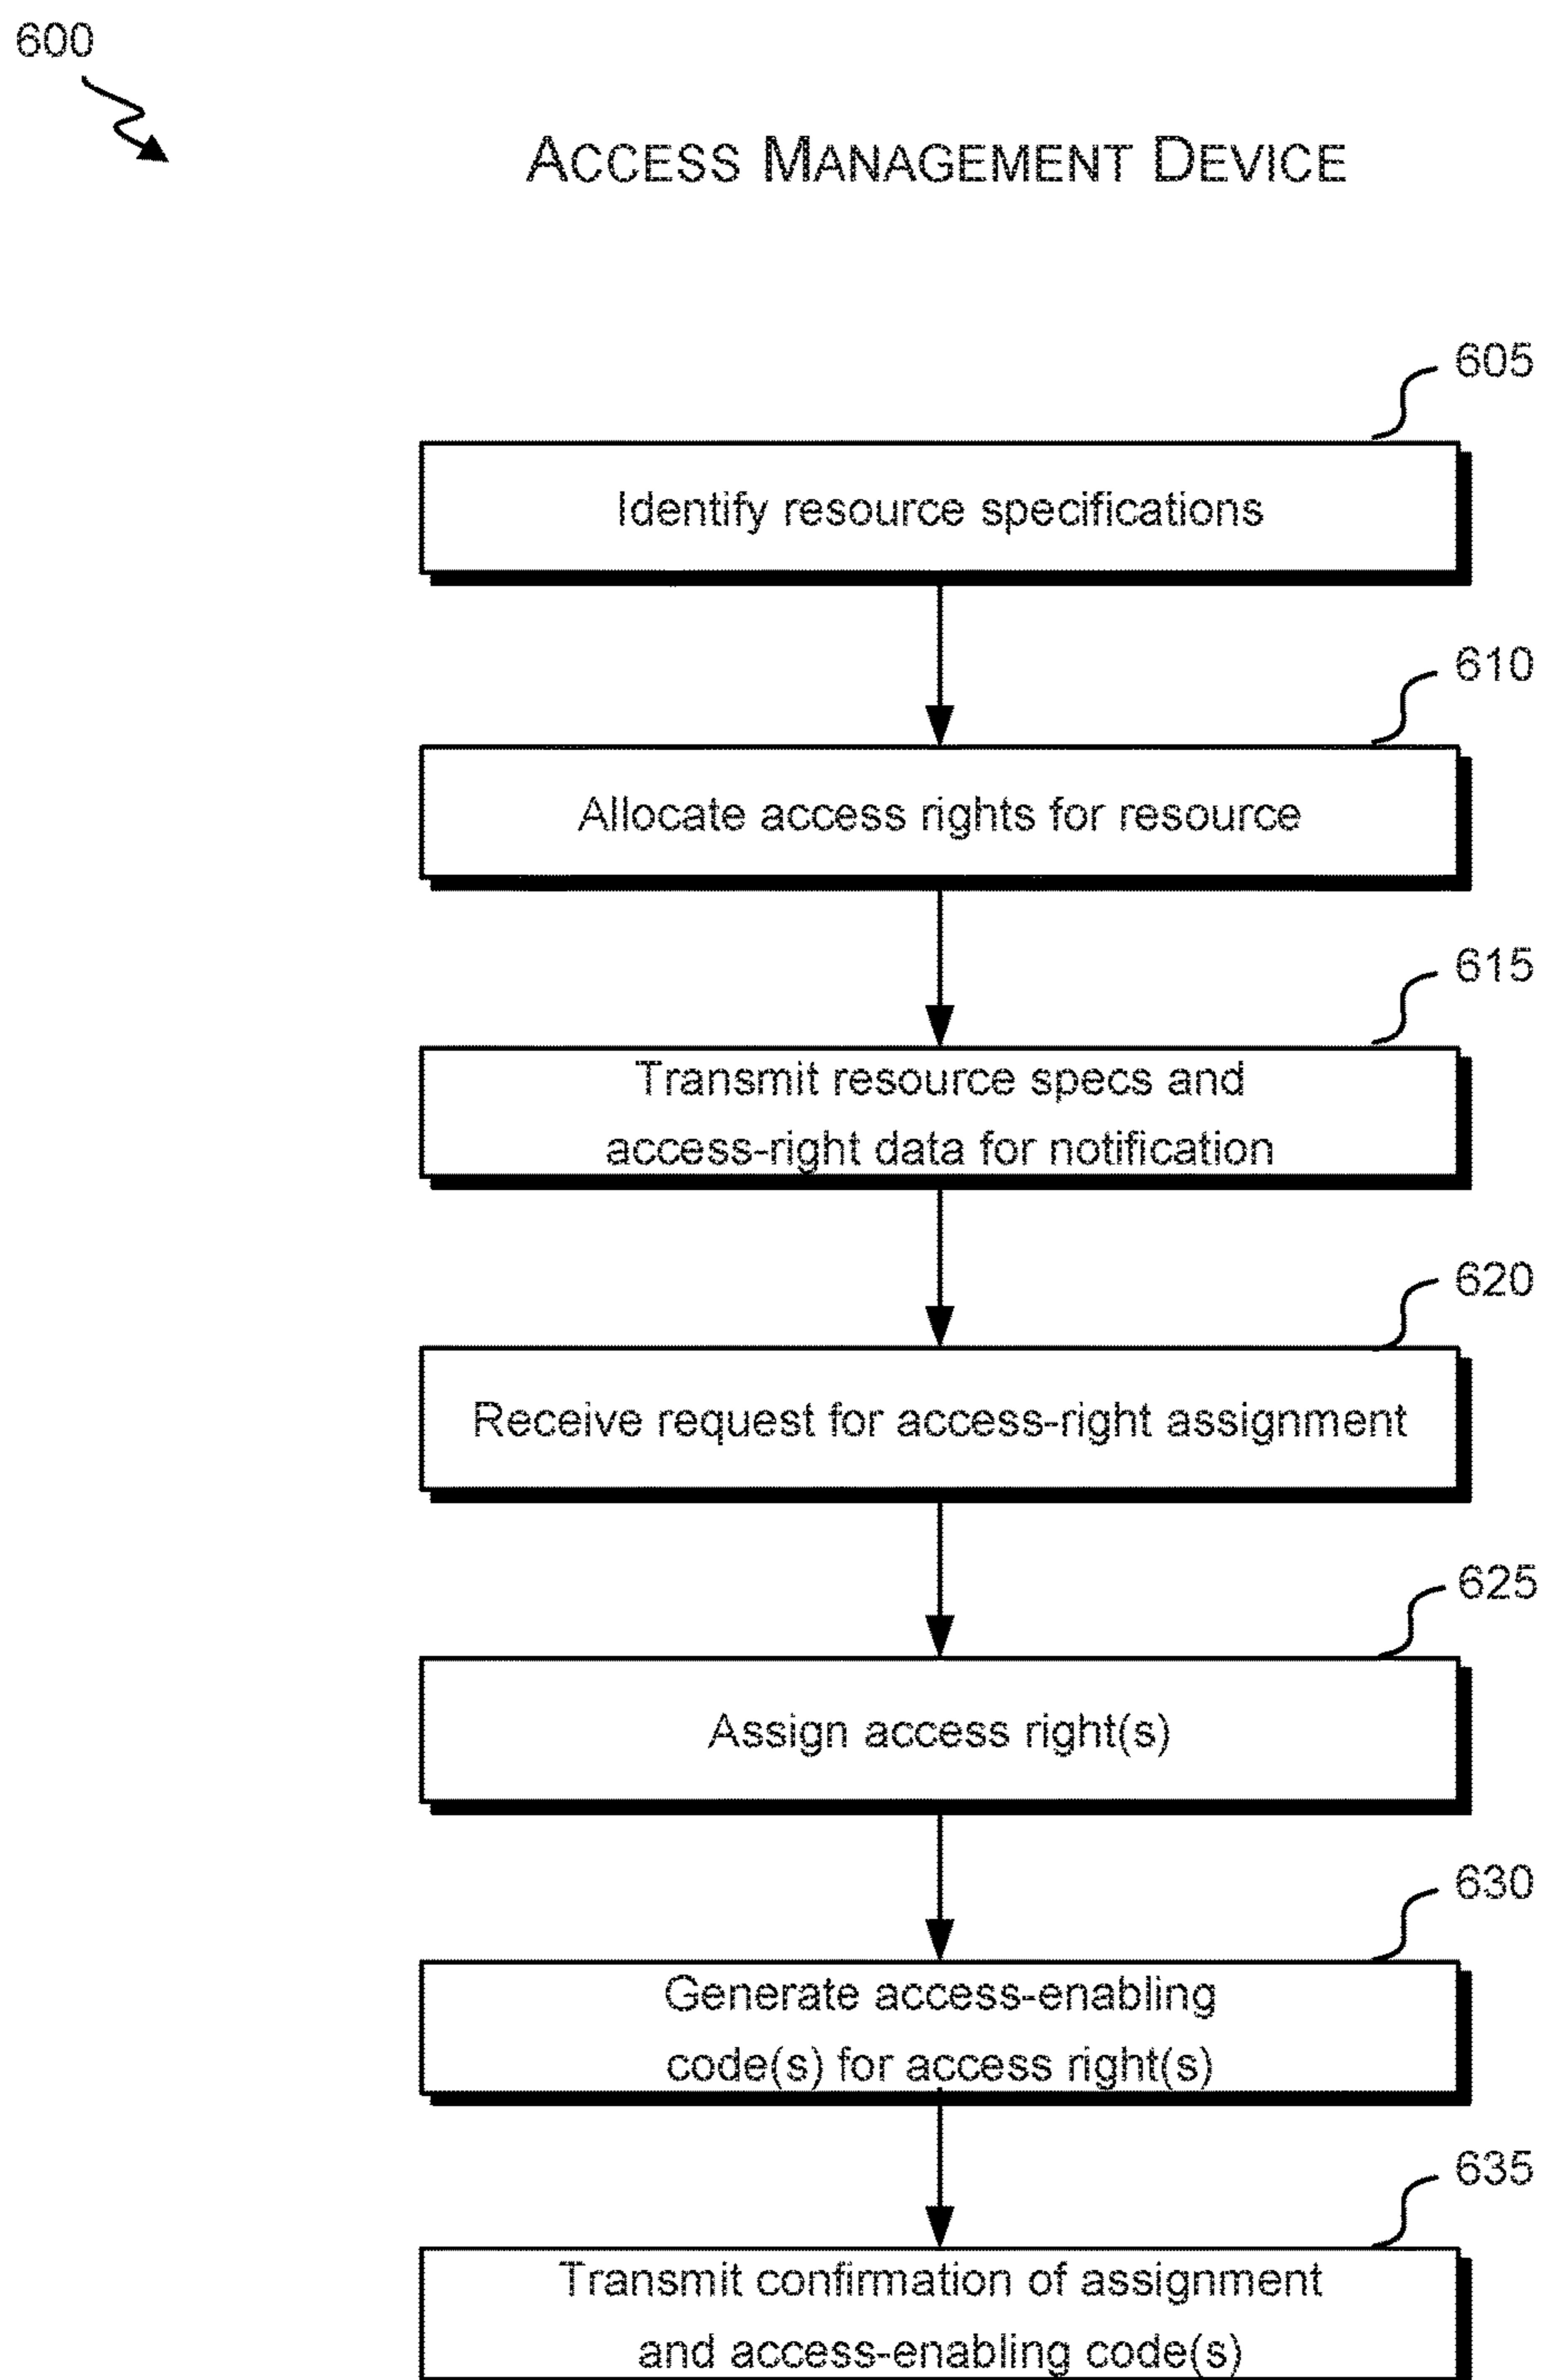 600
ACCESS MANAGEMENT DEVICE
605
Identify resource specifications
610
Allocate access rights for resource
615
Transmit resource specs and
access-right data for notification
620
Receive request for access-right assignment
625
Assign access right(s)
630
Generate access-enabling
code(s) for access right(s)
635
Transmit confirmation of assignment
and access-enabling code(s)